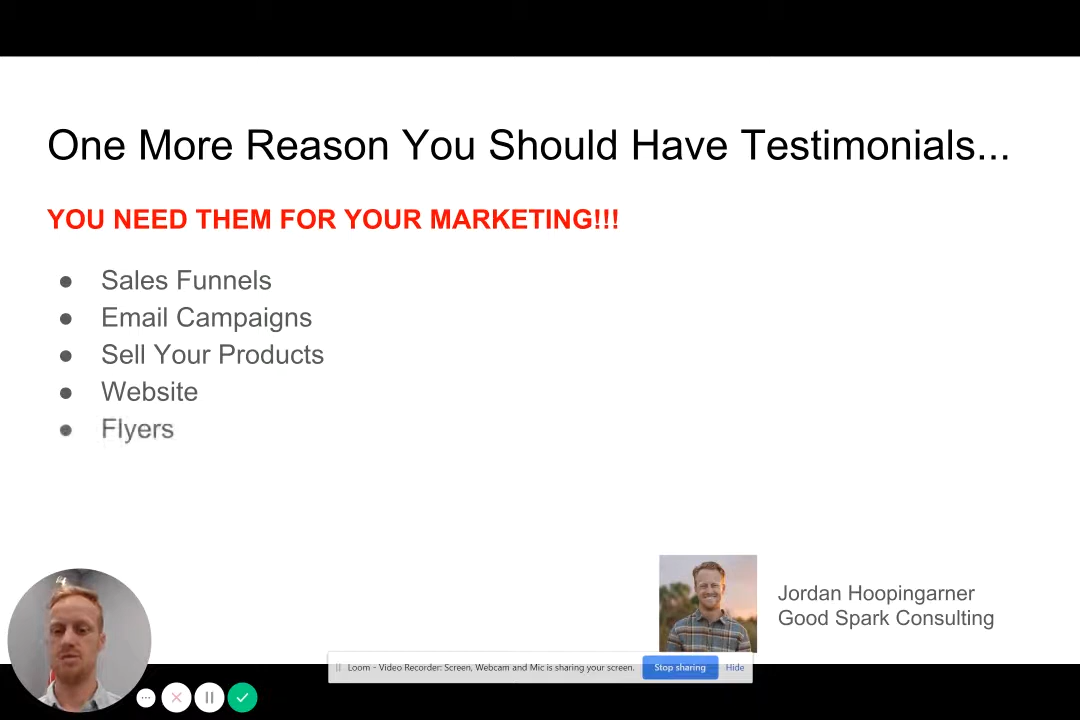 One More Reason You Should Have Testimonials...
YOU NEED THEM FOR YOUR MARKETING!!!
● Sales Funnels
● Email Campaigns
● Sell Your Products
● Website
● Flyers
Jordan Hoopingarner
Good Spark Consulting
Loom - Video Recorder: Screen, Webcam and Mic is sharing your screen. Stop sharing Hide